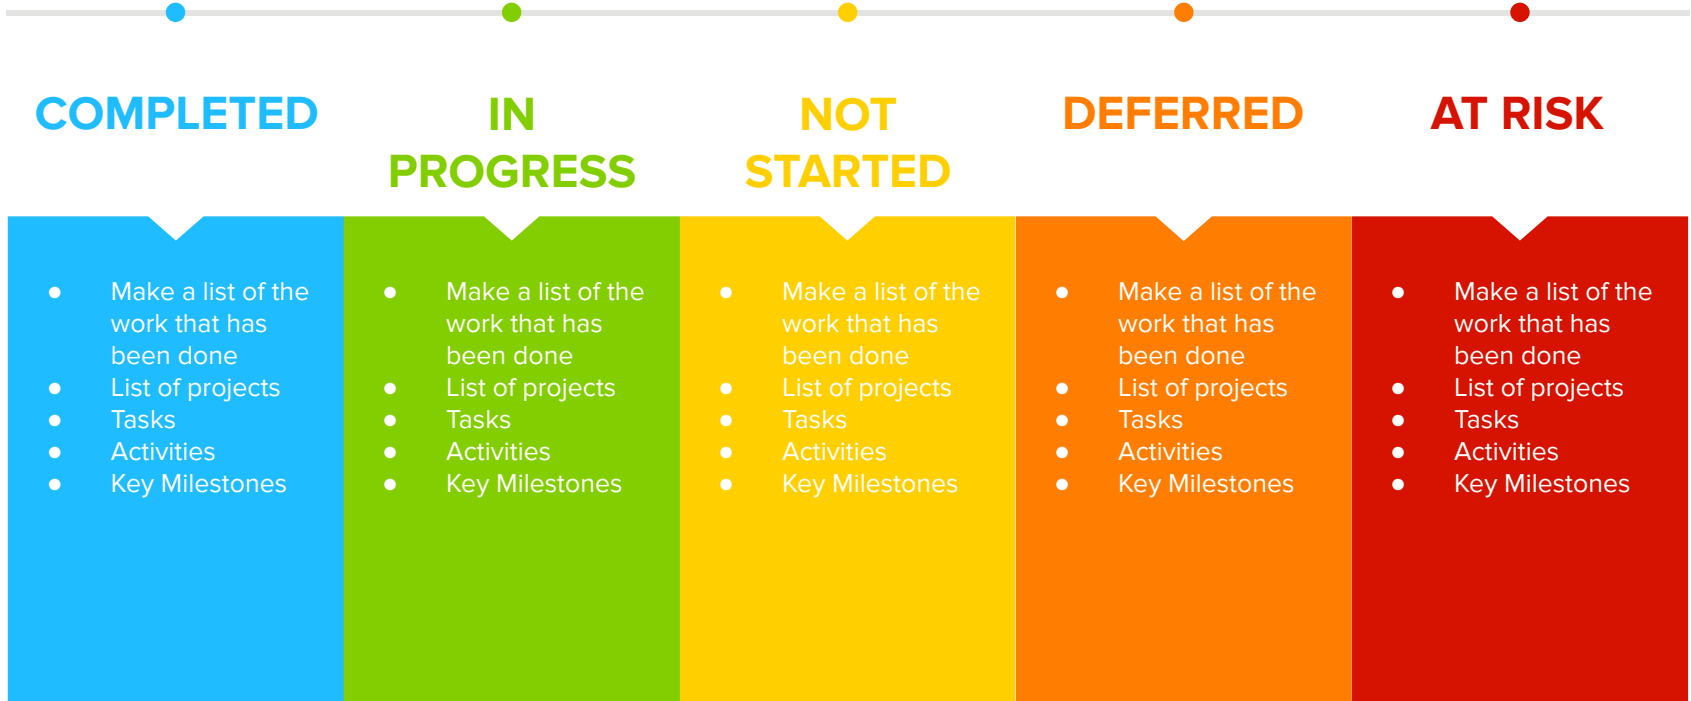 COMPLETED
IN
PROGRESS
NOT
STARTED
DEFERRED
AT RISK
● Make a list of the
work that has
been done
● List of projects
● Tasks
● Activities
● Key Milestones
● Make a list of the
work that has
been done
● List of projects
● Tasks
● Activities
● Key Milestones
● Make a list of the
work that has
been done
● List of projects
● Tasks
● Activities
● Key Milestones
● Make a list of the
work that has
been done
● List of projects
● Tasks
● Activities
● Key Milestones
● Make a list of the
work that has
been done
● List of projects
● Tasks
● Activities
● Key Milestones